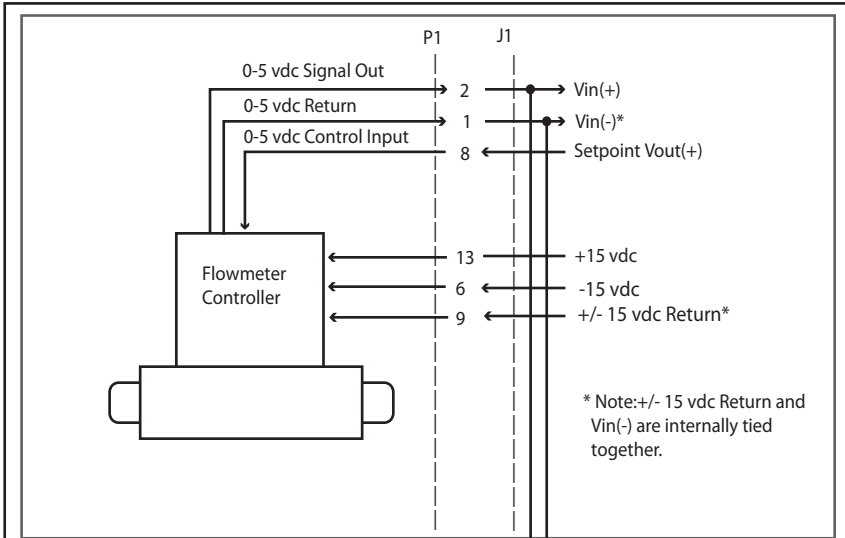 P1 J1
0-5 vdc Signal Out 2 Vin(+)
0-5 vdc Return 1 Vin(-)*
0-5 vdc Control Input 8 Setpoint Vout(+)
13 +15 vdc
Flowmeter
Controller
6 -15 vdc
9 +/- 15 vdc Return*
* Note:+/- 15 vdc Return and
Vin(-) are internally tied
together.